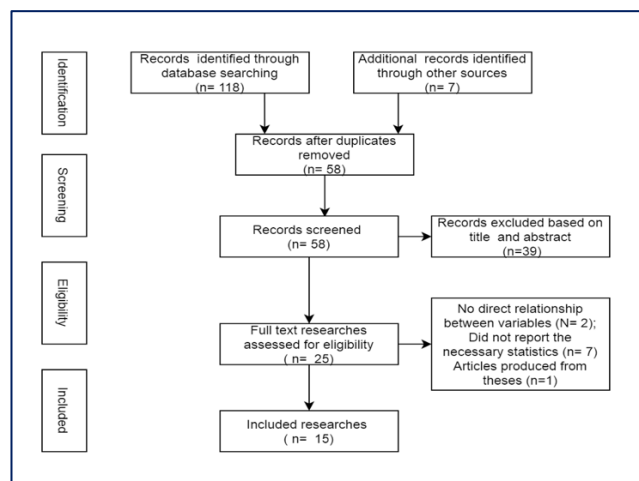 Identification
Records identified through
database searching
(n= 118)
Additional records identified
through other sources
(n= 7)
Records after duplicates
removed
(n= 58)
Screening
Records screened
(n= 58)
Records excluded based on
title and abstract
(n=39)
Eligibility
Full text researches
assessed for eligibility
( n= 25)
No direct relationship
between variables (N= 2);
Did not report the
necessary statistics (n= 7)
Articles produced from
theses (n=1)
Included
Included researches
( n= 15)